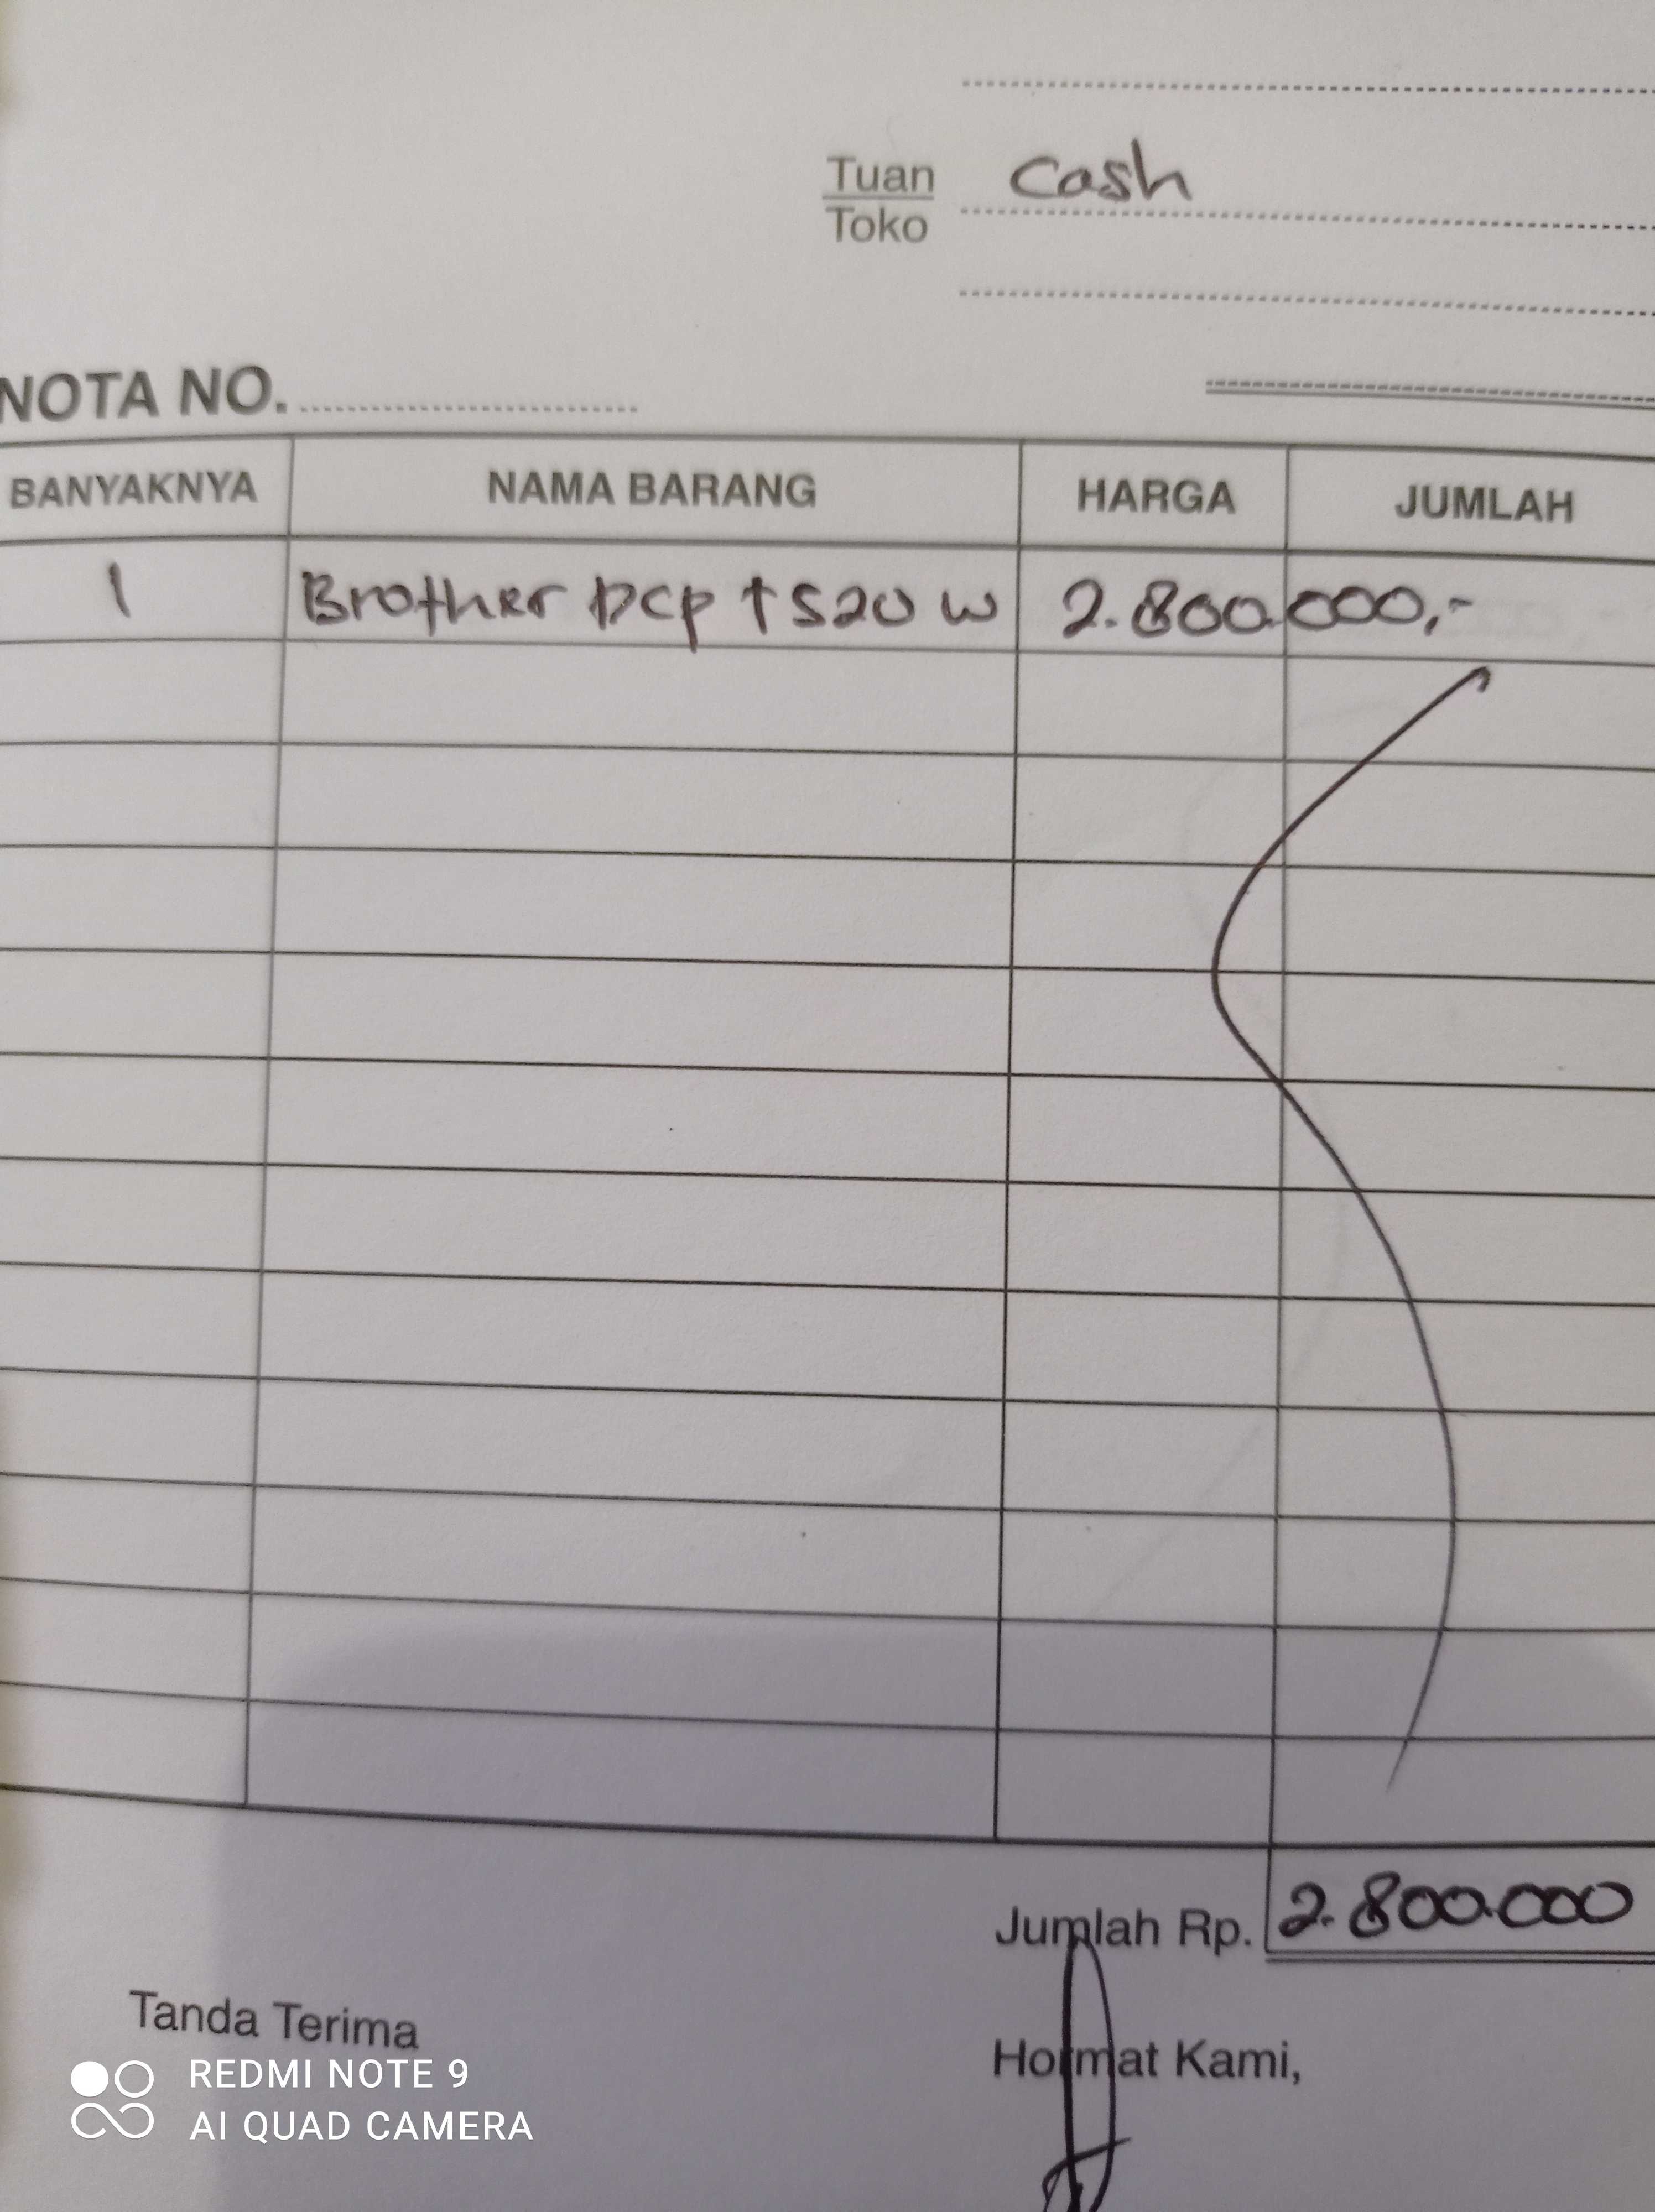 Tuan cash
Toko
NOTA NO.
BANYAKNYA NAMA BARANG HARGA JUMLAH
1 Brother DCP T 520 W 2.800.000,-
Jumlah Rp. 2.800.000
Tanda Terima
Hormat Kami,
REDMI NOTE 9
AI QUAD CAMERA